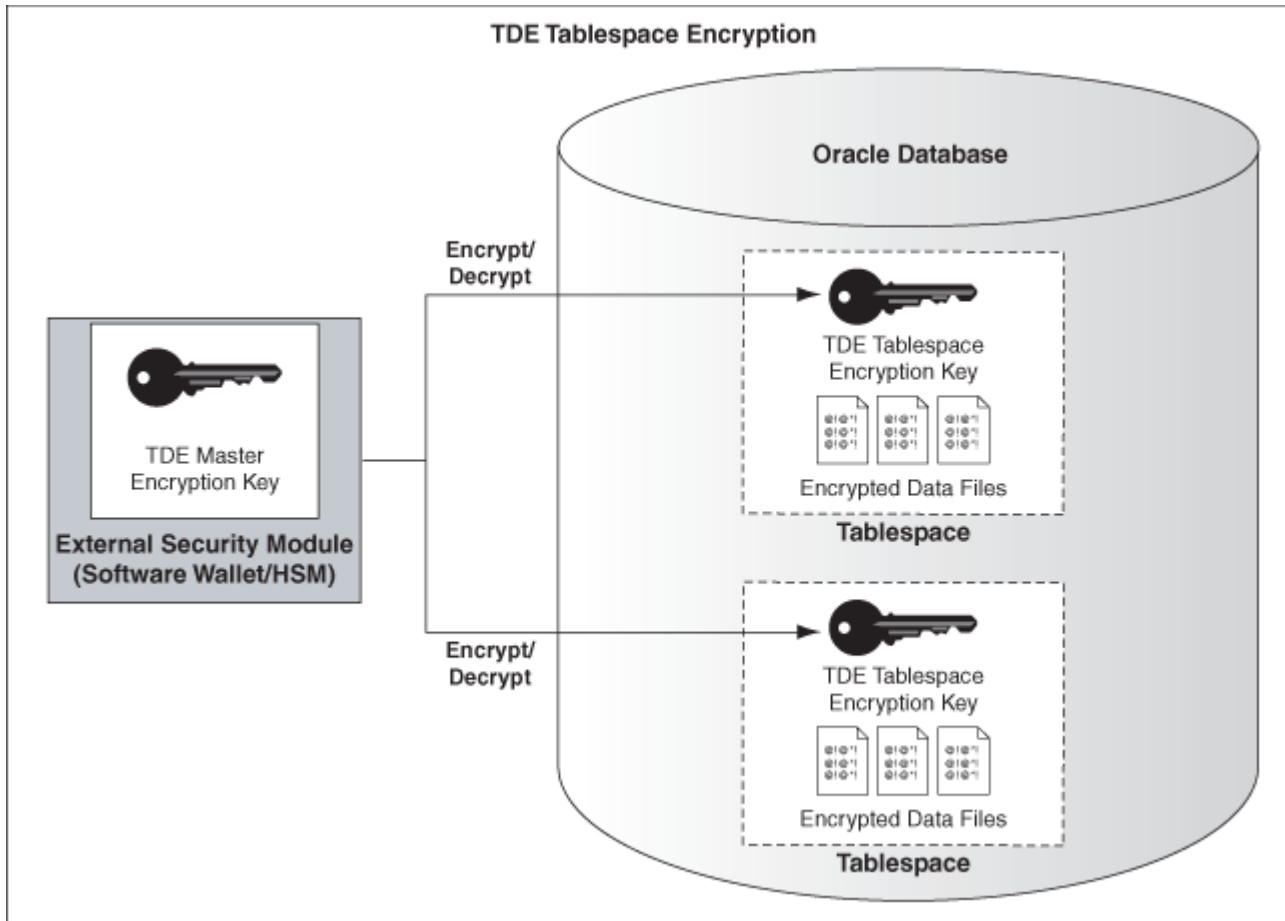 TDE Tablespace Encryption
Oracle Database
Encrypt/
Decrypt
TDE Master
Encryption Key
External Security Module
(Software Wallet/HSM)
TDE Tablespace
Encryption Key
Encrypted Data Files
Tablespace
Encrypt/
Decrypt
TDE Tablespace
Encryption Key
Encrypted Data Files
Tablespace